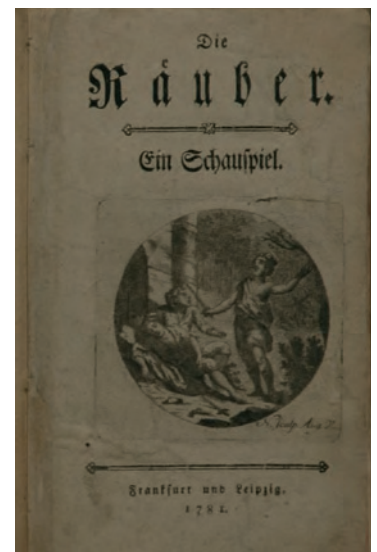 Die
Räuber.
Ein Schauspiel.
Frankfurt und Leipzig.
1781.